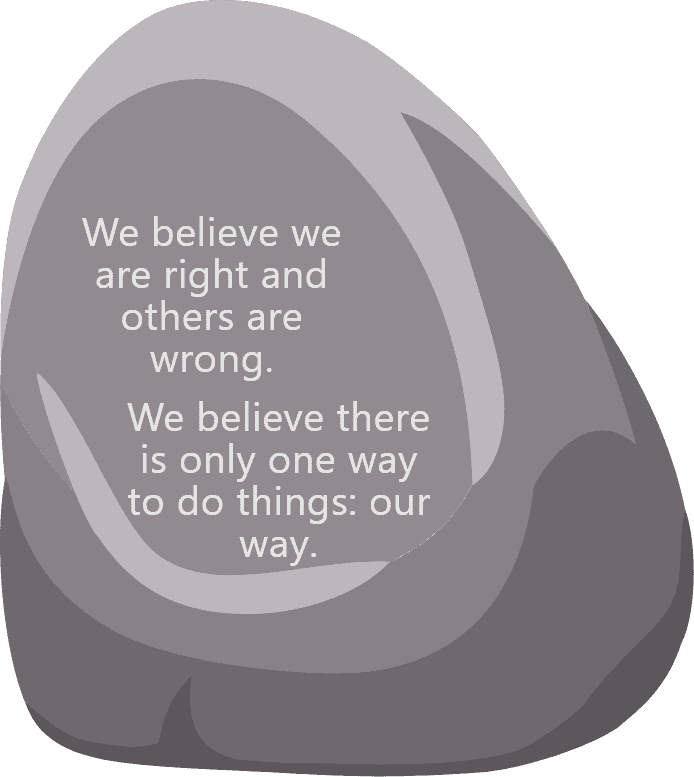 We believe we
are right and
others are
wrong.
We believe there
is only one way
to do things: our
way.